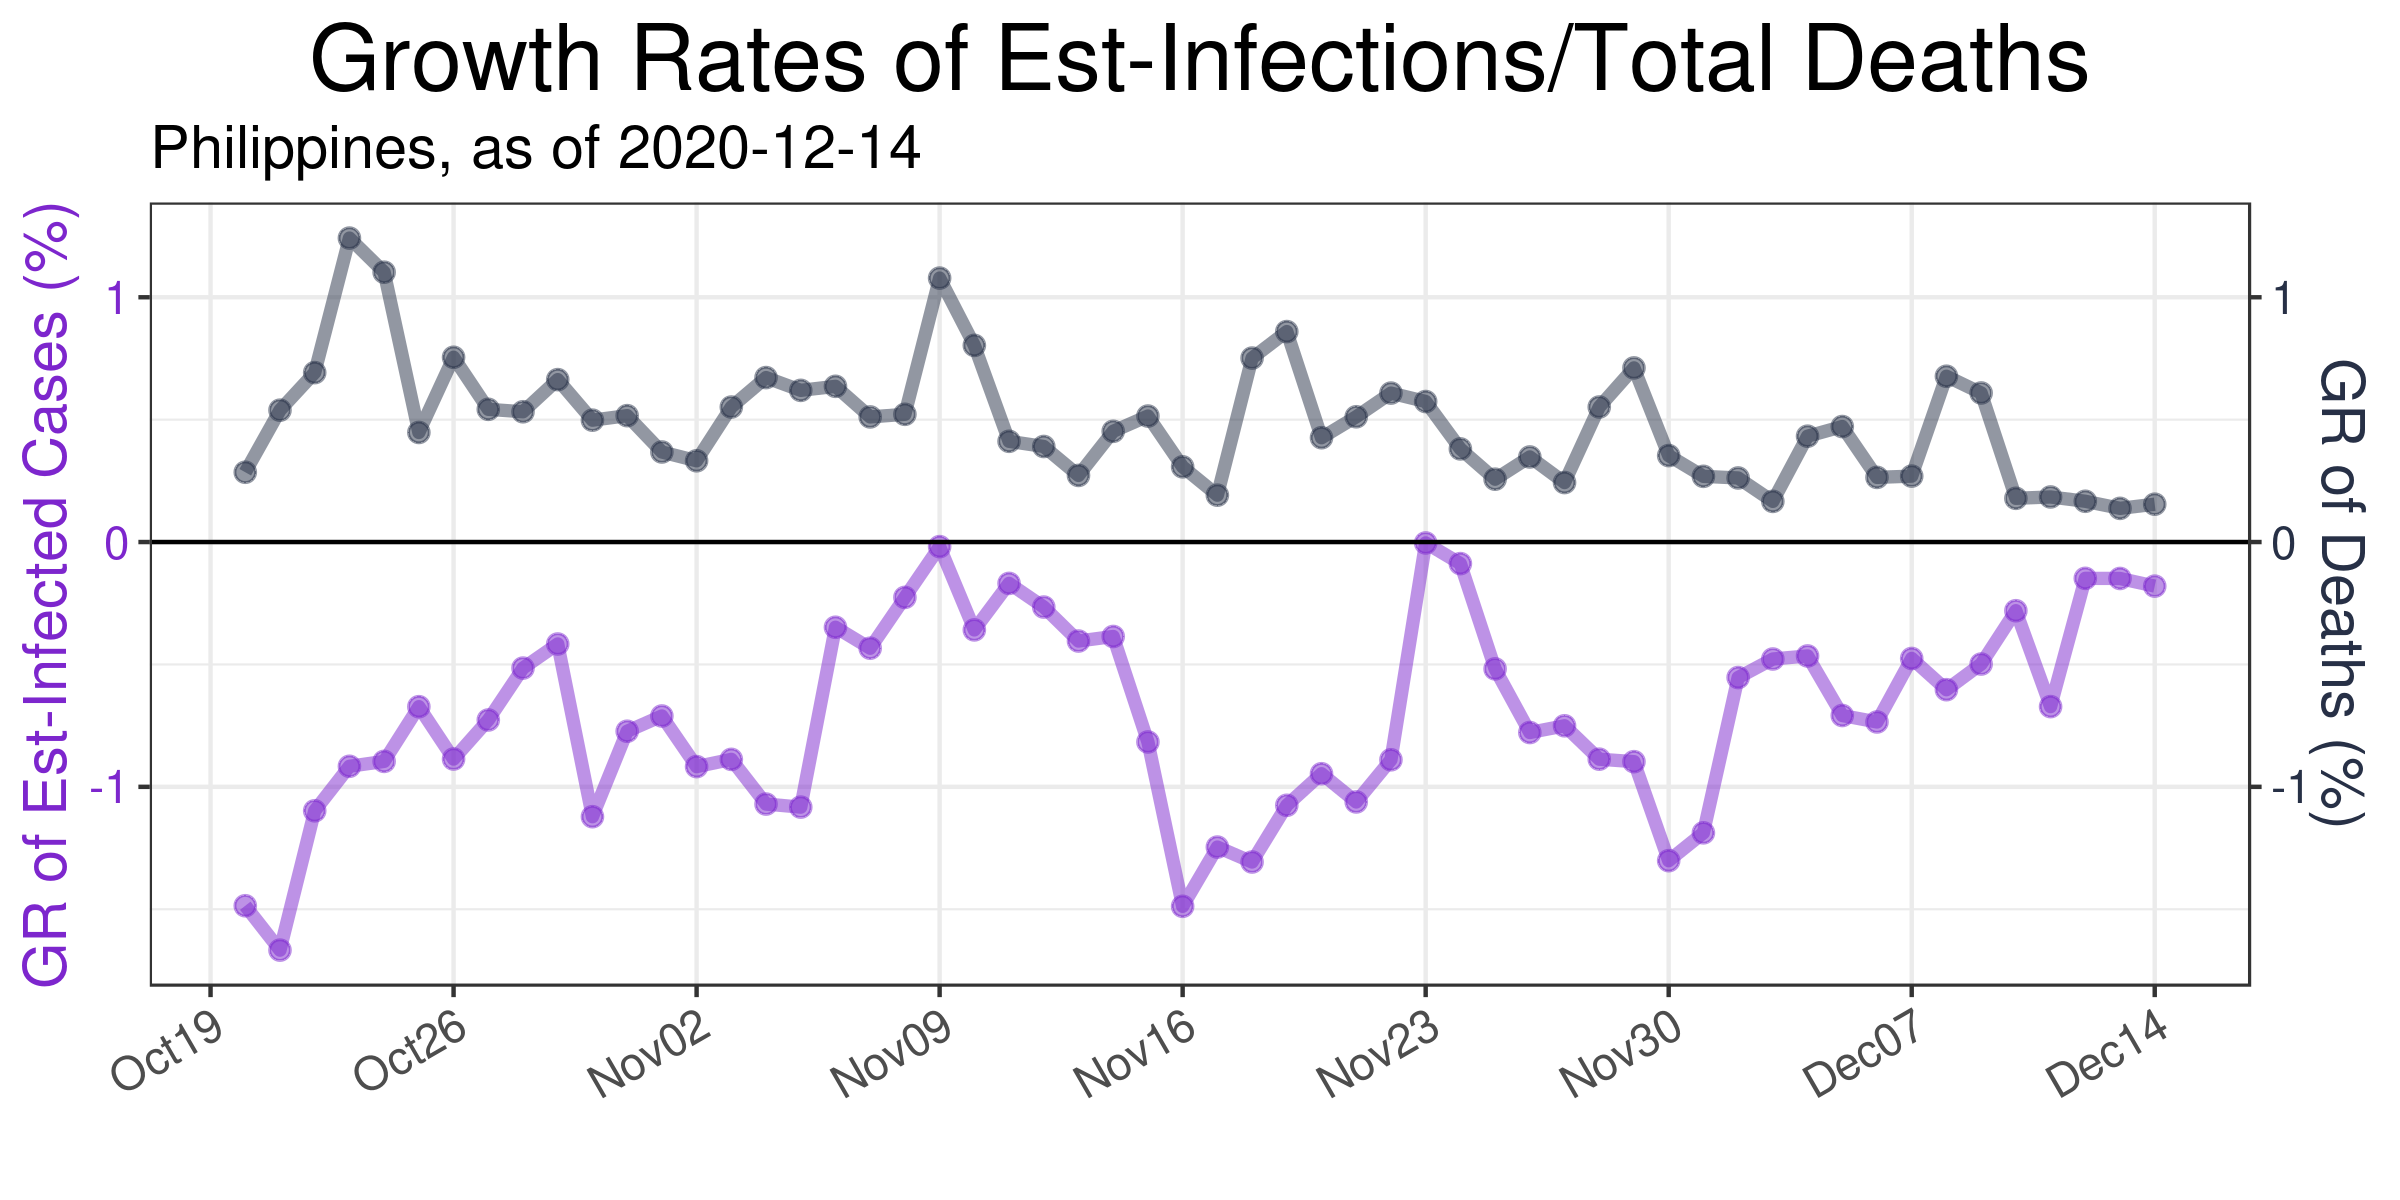 Growth Rates of Est-Infections/Total Deaths
Philippines, as of 2020-12-14
GR of Est-Infected Cases (%)
1
0
-1
1
0
-1
GR of Deaths (%)
Oct19
Oct26
Nov02
Nov09
Nov16
Nov23
Nov30
Dec07
Dec14